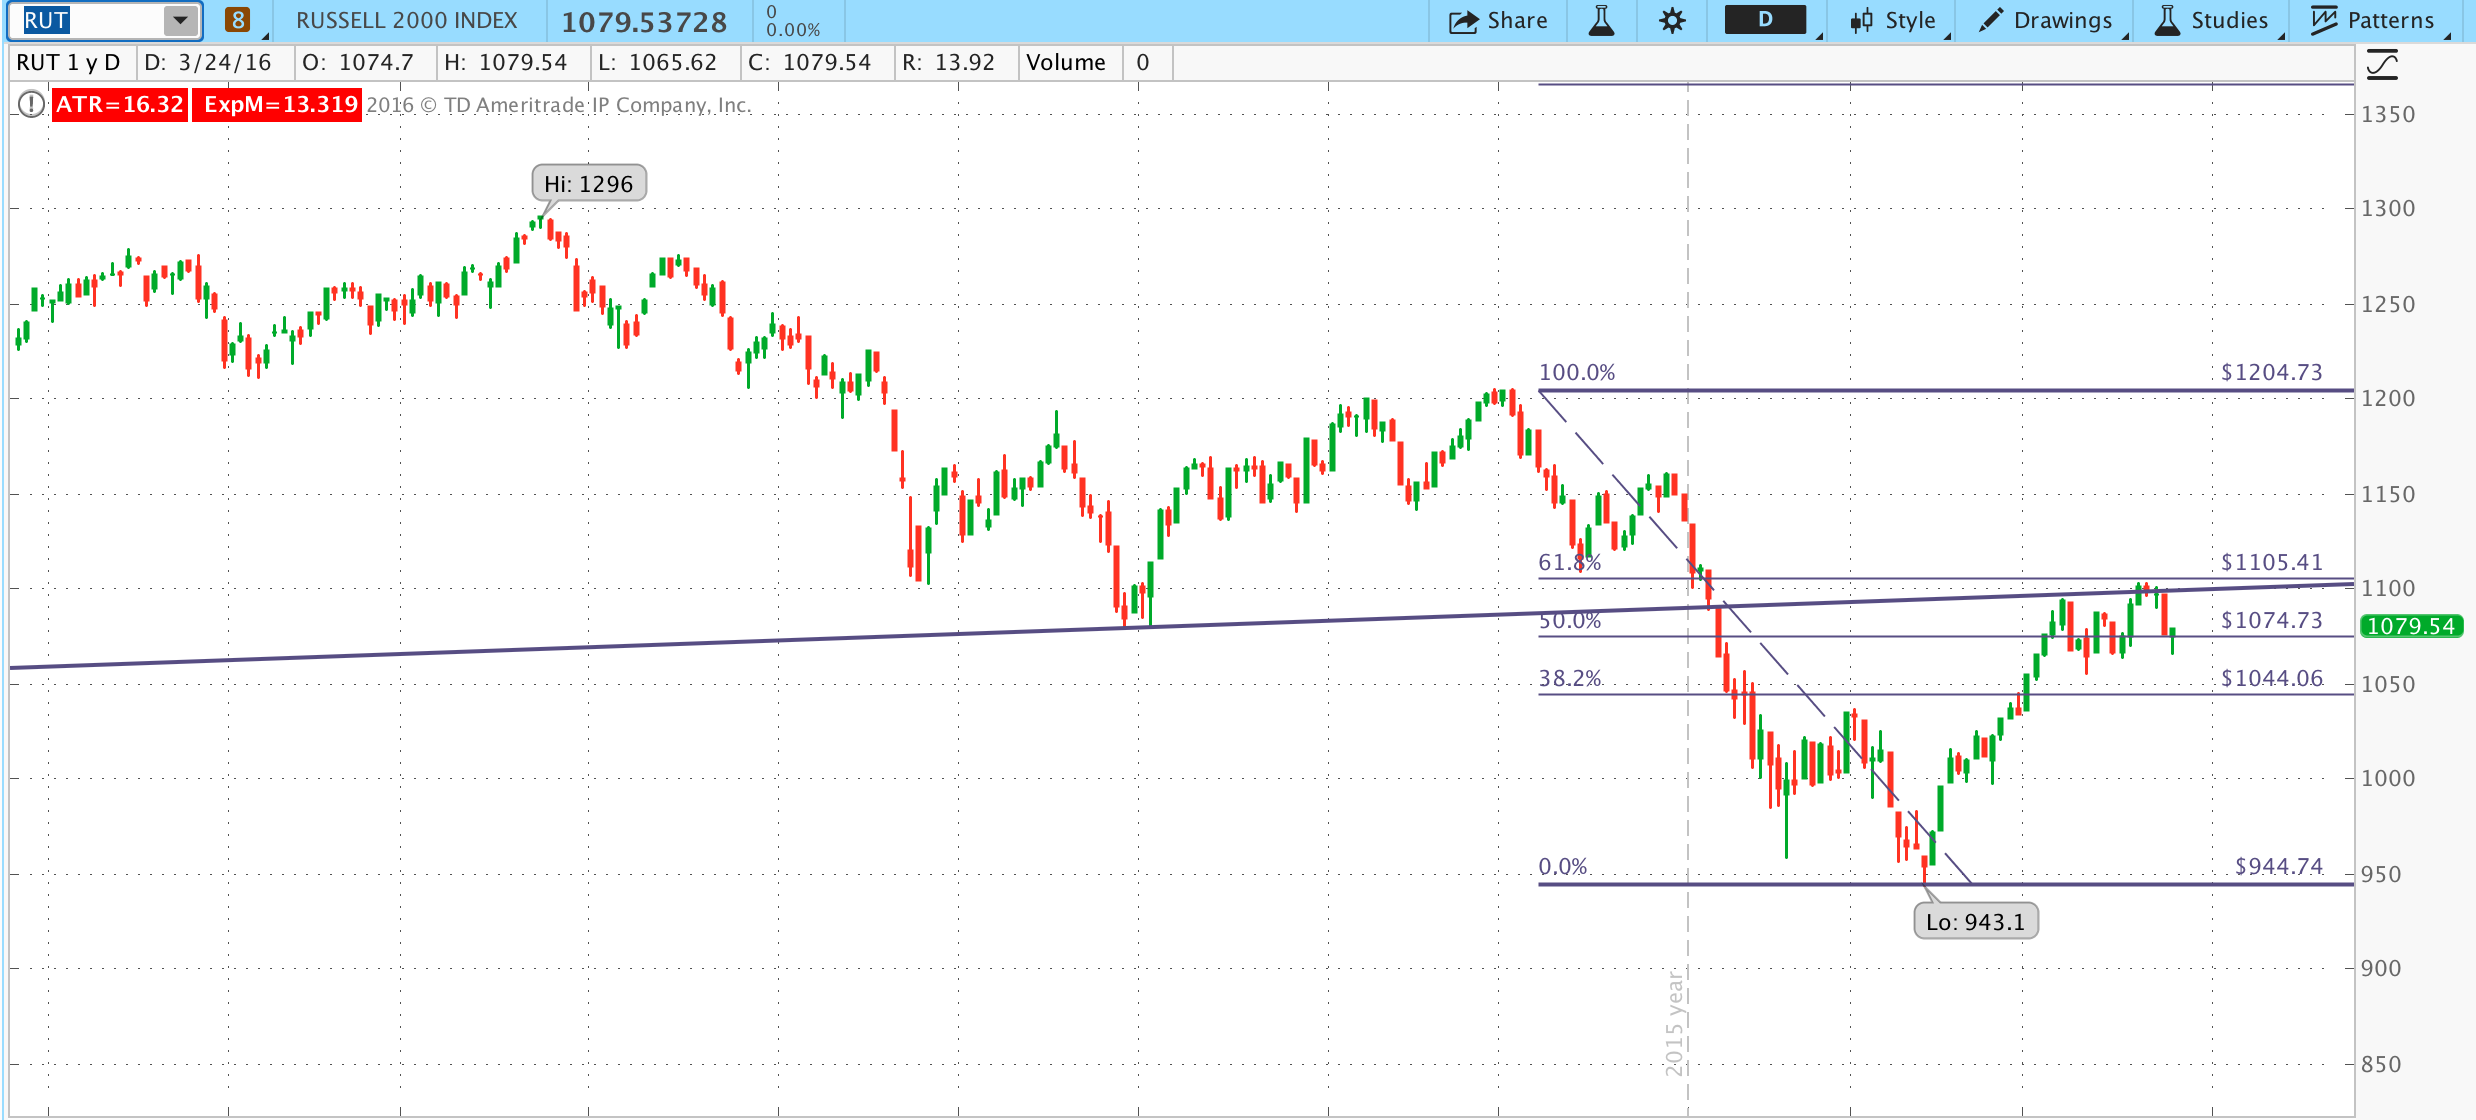 RUT 8 RUSSELL 2000 INDEX 1079.53728 0 0.00% Share D Style Drawings Studies Patterns
RUT 1 y D D: 3/24/16 O: 1074.7 H: 1079.54 L: 1065.62 C: 1079.54 R: 13.92 Volume 0
ATR=16.32 ExpM=13.319 2016 © TD Ameritrade IP Company, Inc.
1350
Hi: 1296
1300
1250
100.0% $1204.73
1200
1150
61.8% $1105.41
1100
50.0% $1074.73
1079.54
38.2% $1044.06
1050
1000
0.0% $944.74
950
Lo: 943.1
900
2015 year
850